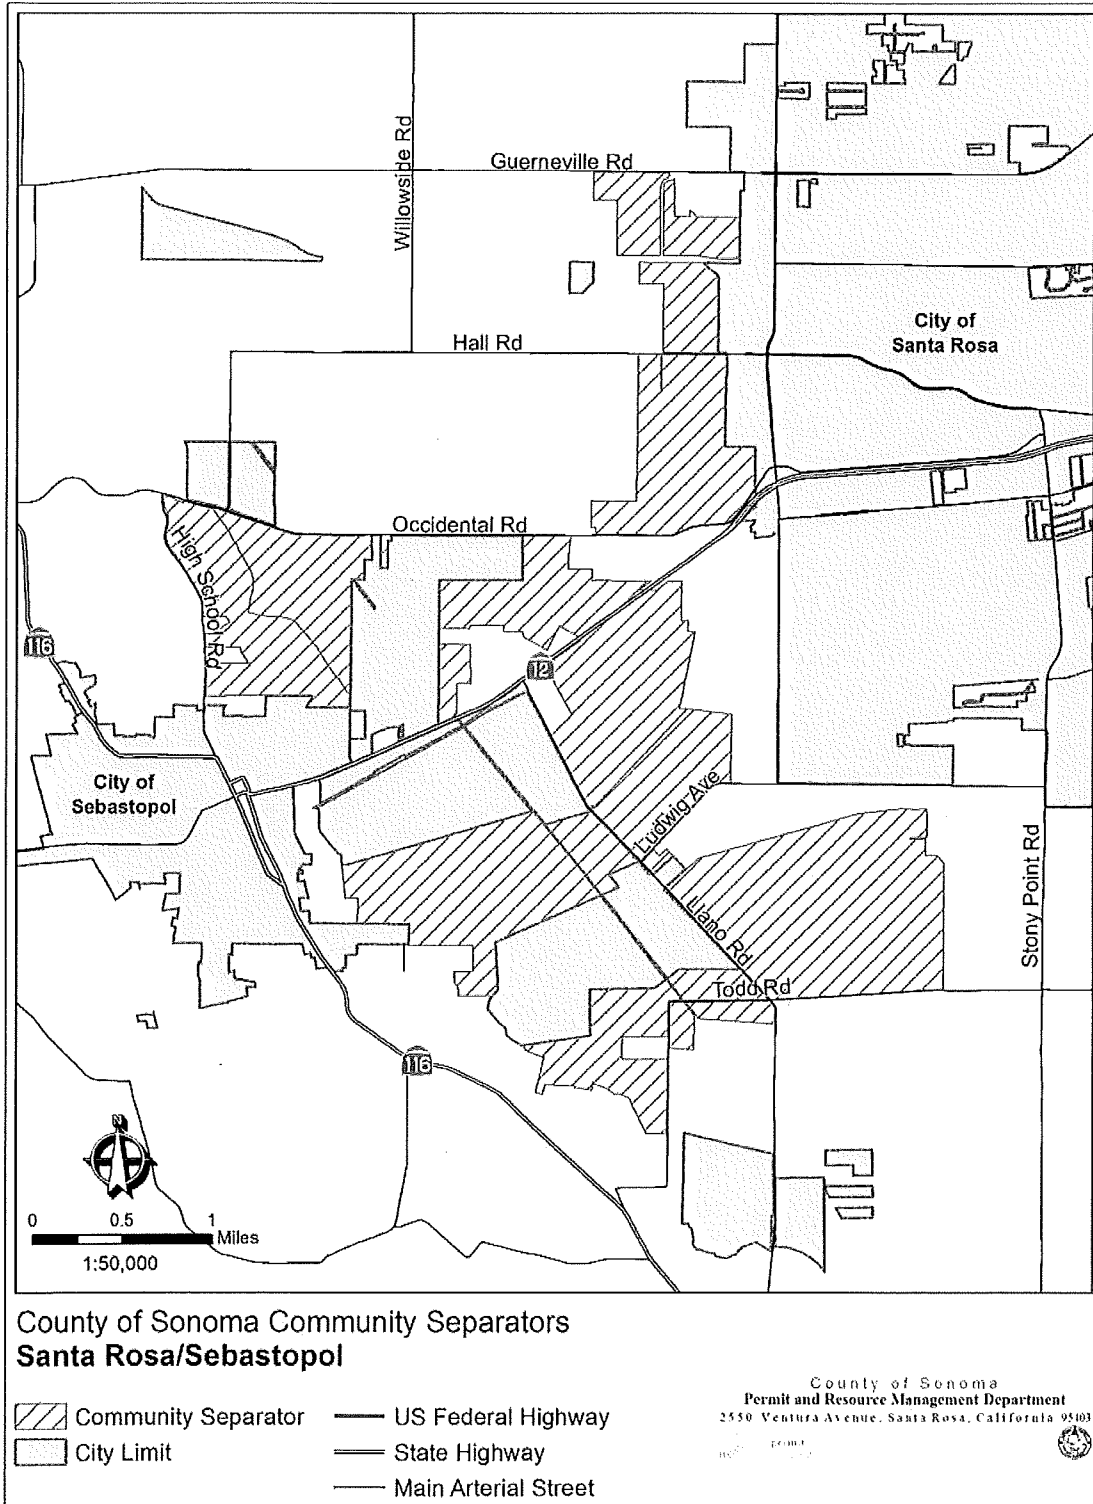 Willowside Rd
Guerneville Rd
City of
Santa Rosa
Hall Rd
Occidental Rd
High School Rd
116
12
City of
Sebastopol
Ludwig Ave
Llano Rd
Stony Point Rd
Todd Rd
116
N
0 0.5 1
Miles
1:50,000
County of Sonoma Community Separators
Santa Rosa/Sebastopol
Community Separator
City Limit
US Federal Highway
State Highway
Main Arterial Street
County of Sonoma
Permit and Resource Management Department
2550 Ventura Avenue, Santa Rosa, California 95403